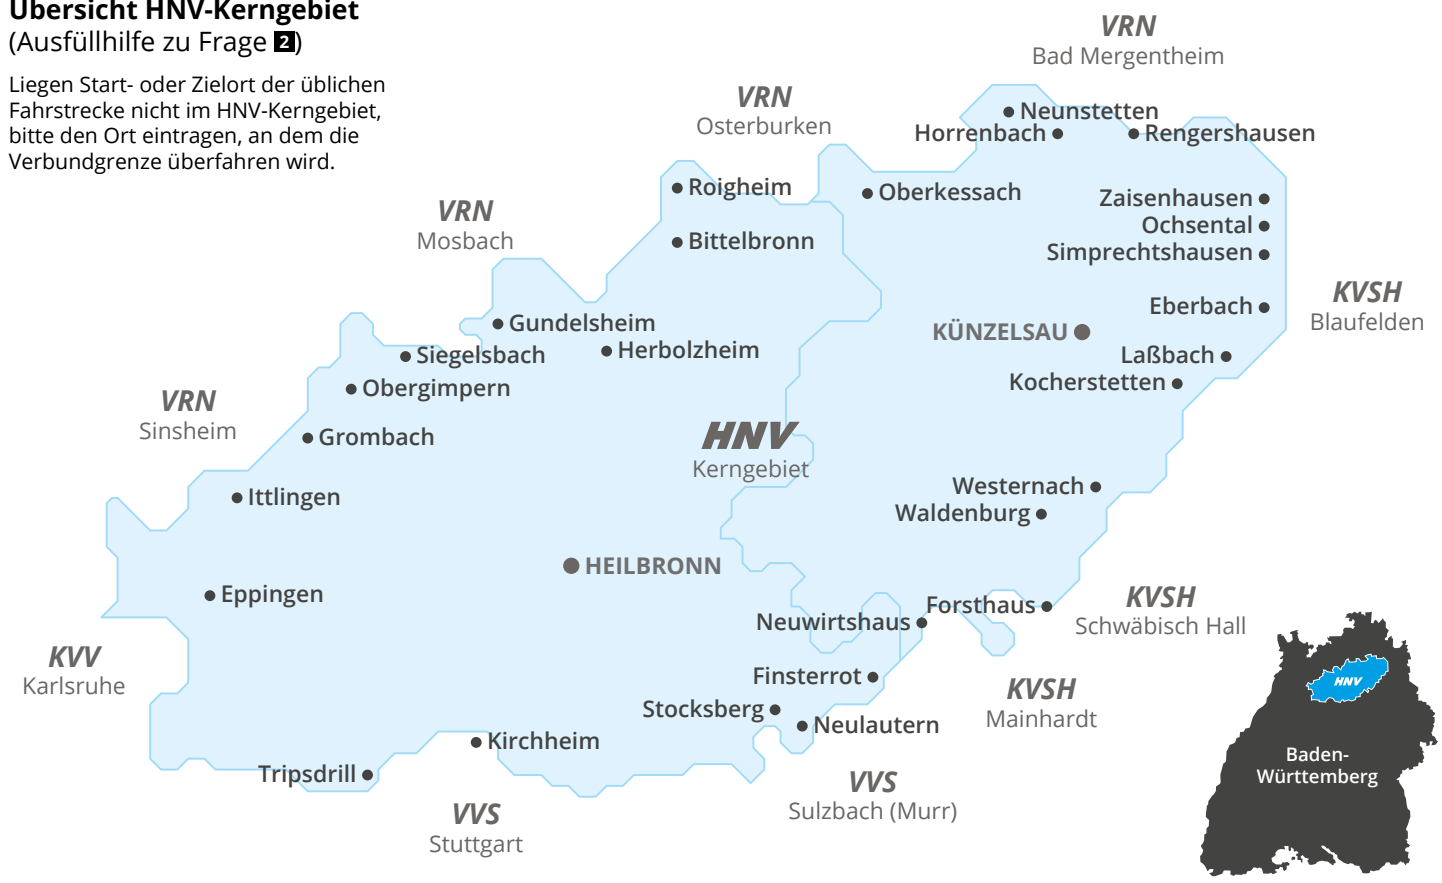 Übersicht HNV-Kerngebiet
(Ausfüllhilfe zu Frage 2)
Liegen Start- oder Zielort der üblichen
Fahrstrecke nicht im HNV-Kerngebiet,
bitte den Ort eintragen, an dem die
Verbundgrenze überfahren wird.
VRN
Bad Mergentheim
VRN
Osterburken
Neunstetten
Horrenbach
Rengershausen
Roigheim
Oberkessach
Zaisenhausen
Ochsental
Simprechtshausen
VRN
Mosbach
Bittelbronn
KVSH
Blaufelden
Eberbach
Gundelsheim
KÜNZELSAU
Siegelsbach
Herbolzheim
Laßbach
Obergimpern
Kocherstetten
VRN
Sinsheim
Grombach
HNV
Kerngebiet
Ittlingen
Westernach
Waldenburg
HEILBRONN
Eppingen
Neuwirtshaus
Forsthaus
KVSH
Schwäbisch Hall
KVV
Karlsruhe
Finsterrot
KVSH
Mainhardt
Stocksberg
Neulautern
Kirchheim
Tripsdrill
VVS
Stuttgart
VVS
Sulzbach (Murr)
HNV
Baden-
Württemberg